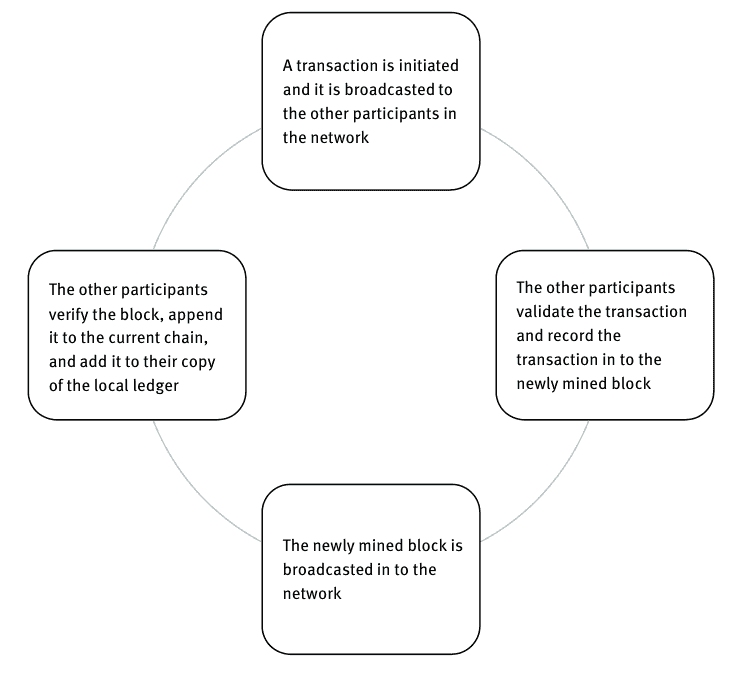 A transaction is initiated
and it is broadcasted to
the other participants in
the network
The other participants
validate the transaction
and record the
transaction in to the
newly mined block
The newly mined block is
broadcasted in to the
network
The other participants
verify the block, append
it to the current chain,
and add it to their copy
of the local ledger